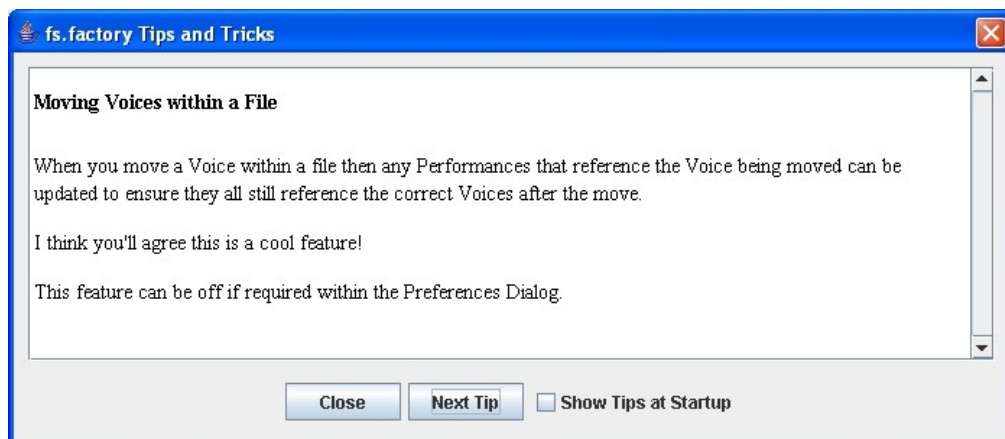 fs.factory Tips and Tricks
Moving Voices within a File
When you move a Voice within a file then any Performances that reference the Voice being moved can be
updated to ensure they all still reference the correct Voices after the move.
I think you'll agree this is a cool feature!
This feature can be off if required within the Preferences Dialog.
Close Next Tip Show Tips at Startup